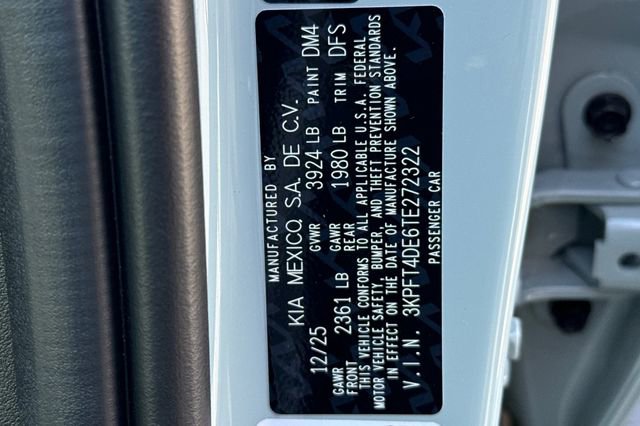 MANUFACTURED BY
KIA MEXICO, S.A. DE C.V.
12/25 GVWR 3924 LB PAINT DM4
GAWR FRONT 2361 LB GAWR REAR 1980 LB TRIM DFS
THIS VEHICLE CONFORMS TO ALL APPLICABLE U.S.A. FEDERAL
MOTOR VEHICLE SAFETY, BUMPER, AND THEFT PREVENTION STANDARDS
IN EFFECT ON THE DATE OF MANUFACTURE SHOWN ABOVE.
V.I.N. 3KPFT4DE6TE272322
PASSENGER CAR